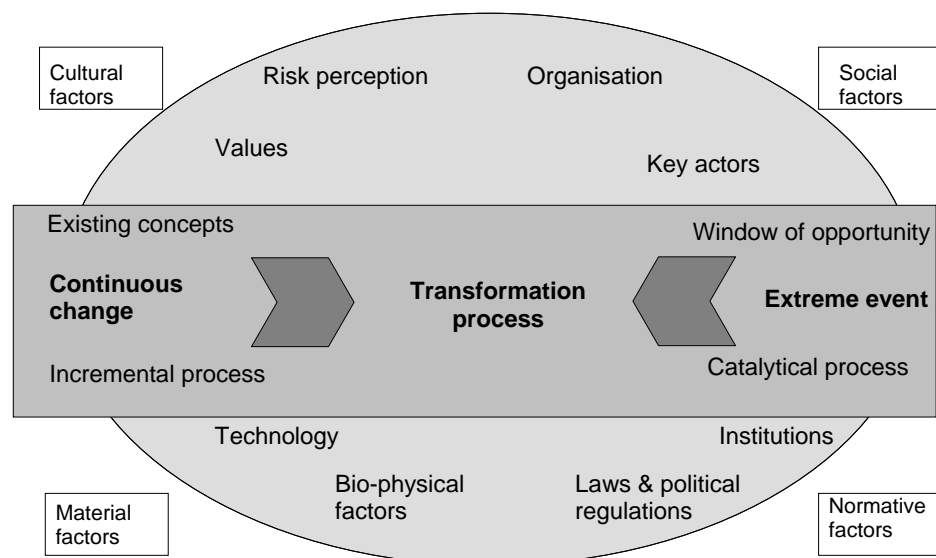 Cultural
factors
Risk perception
Organisation
Social
factors
Values
Key actors
Existing concepts
Window of opportunity
Continuous
change
Transformation
process
Extreme event
Incremental process
Catalytical process
Technology
Institutions
Bio-physical
factors
Laws & political
regulations
Material
factors
Normative
factors